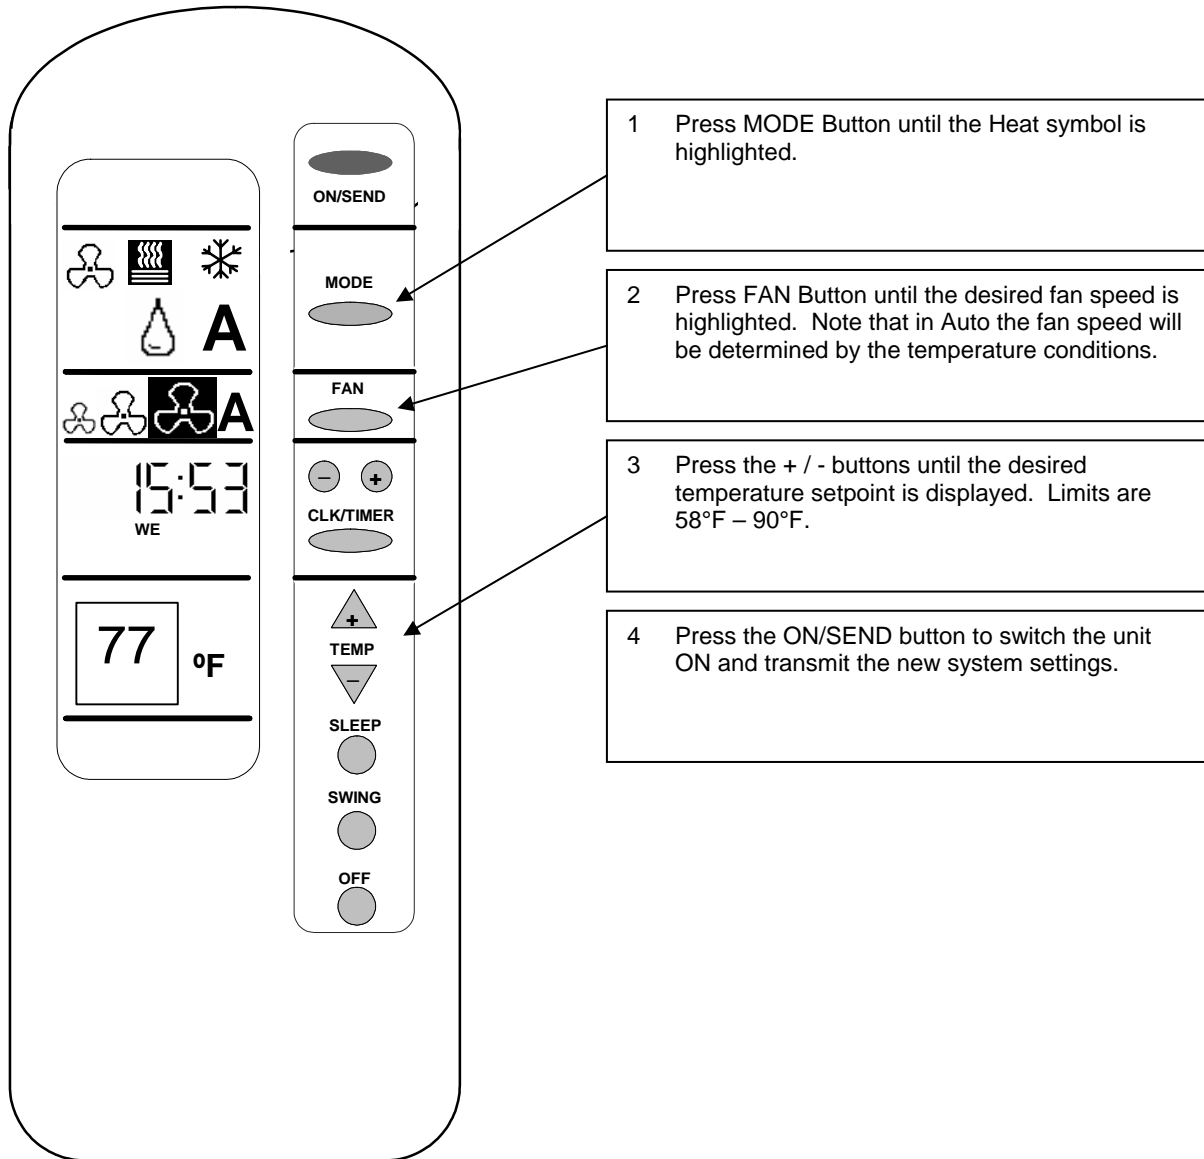 ON/SEND
MODE
A
FAN
A
15:53
WE
– +
CLK/TIMER
+
TEMP
–
77 ºF
SLEEP
SWING
OFF
1 Press MODE Button until the Heat symbol is
highlighted.
2 Press FAN Button until the desired fan speed is
highlighted. Note that in Auto the fan speed will
be determined by the temperature conditions.
3 Press the + / - buttons until the desired
temperature setpoint is displayed. Limits are
58°F – 90°F.
4 Press the ON/SEND button to switch the unit
ON and transmit the new system settings.